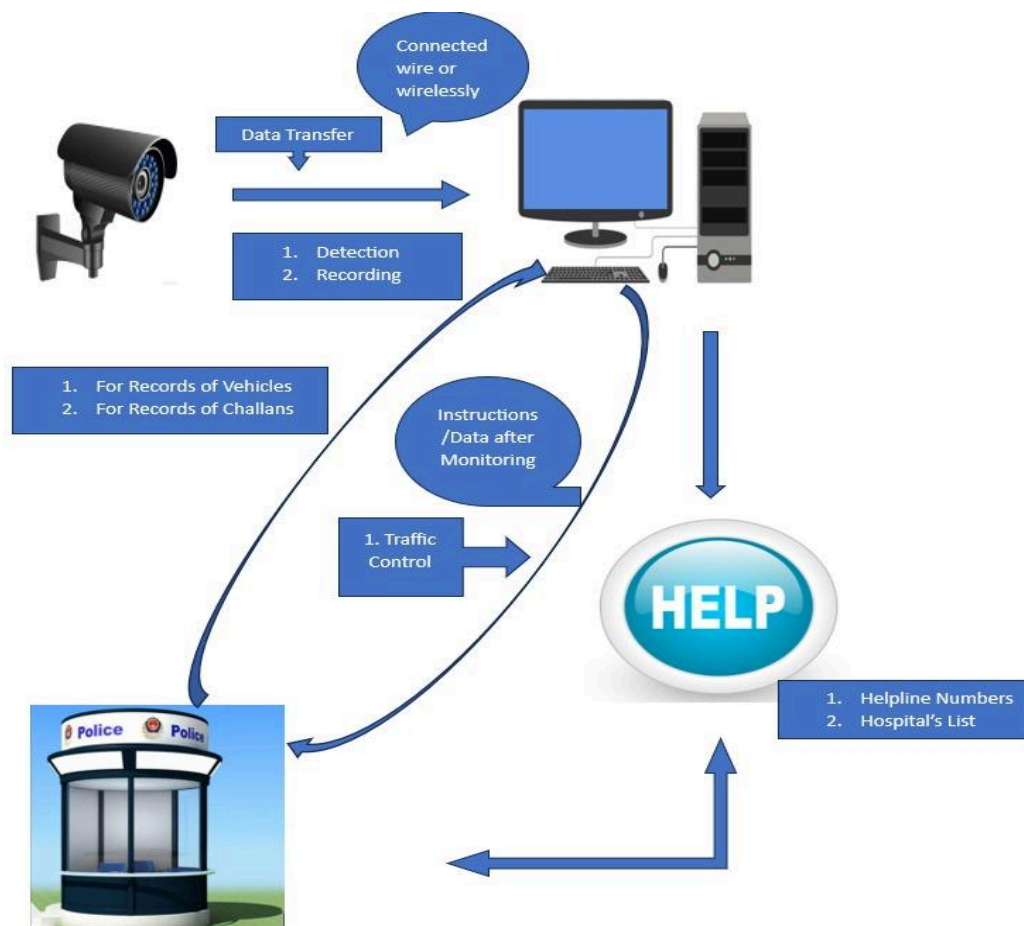 Connected
wire or
wirelessly
Data Transfer
1. Detection
2. Recording
1. For Records of Vehicles
2. For Records of Challans
Instructions
/Data after
Monitoring
1. Traffic
Control
HELP
1. Helpline Numbers
2. Hospital's List
Police Police